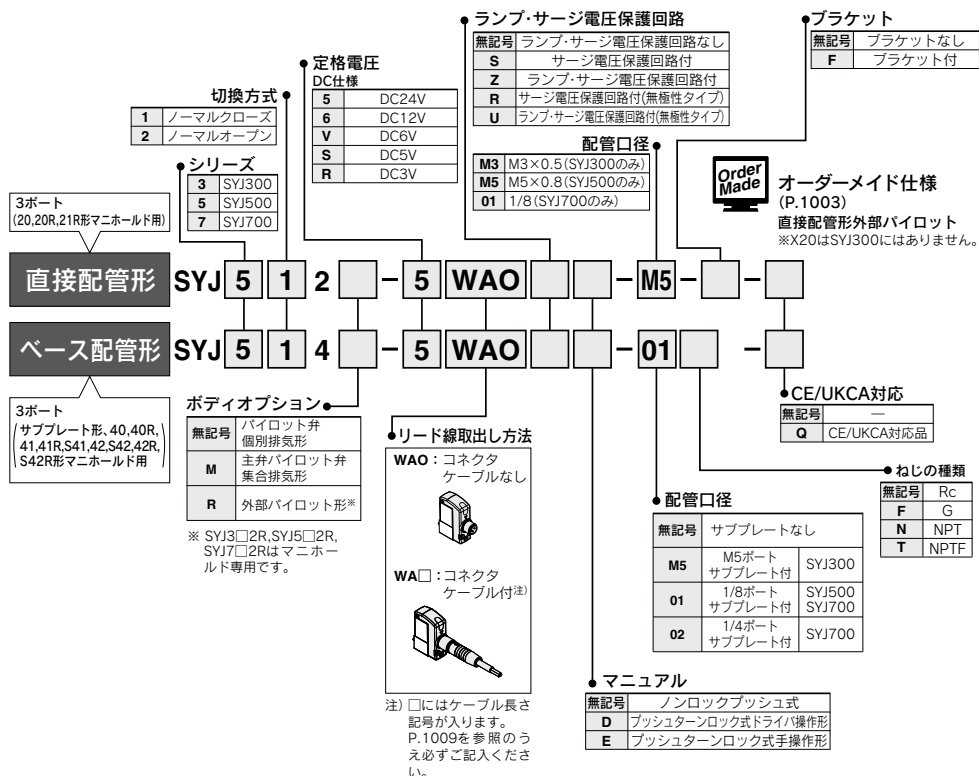 ランプ・サージ電圧保護回路
無記号 ランプ・サージ電圧保護回路なし
S サージ電圧保護回路付
Z ランプ・サージ電圧保護回路付
R サージ電圧保護回路付(無極性タイプ)
U ランプ・サージ電圧保護回路付(無極性タイプ)
ブラケット
無記号 ブラケットなし
F ブラケット付
定格電圧
DC仕様
5 DC24V
6 DC12V
V DC6V
S DC5V
R DC3V
切換方式
1 ノーマルクローズ
2 ノーマルオープン
シリーズ
3 SYJ300
5 SYJ500
7 SYJ700
配管口径
M3 M3×0.5(SYJ300のみ)
M5 M5×0.8(SYJ500のみ)
01 1/8(SYJ700のみ)
Order Made
オーダーメイド仕様
(P.1003)
直接配管形外部パイロット
※X20はSYJ300にはありません。
3ポート
(20,20R,21R形マニホールド用)
直接配管形 SYJ 5 1 2 - 5 WAO - M5 - -
ベース配管形 SYJ 5 1 4 - 5 WAO - 01 -
3ポート
(サブプレート形、40,40R,
41,41R,S41,42,S42,42R,
S42R形マニホールド用)
ボディオプション
無記号 パイロット弁
個別排気形
M 主弁パイロット弁
集合排気形
R 外部パイロット形※
※ SYJ3□2R,SYJ5□2R,
SYJ7□2Rはマニホー
ルド専用です。
リード線取出し方法
WAO:コネクタ
ケーブルなし
WA□:コネクタ
ケーブル付注)
注) □にはケーブル長さ
記号が入ります。
P.1009を参照のう
え必ずご記入くださ
い。
CE/UKCA対応
無記号 —
Q CE/UKCA対応品
ねじの種類
無記号 Rc
F G
N NPT
T NPTF
配管口径
無記号 サブプレートなし
M5 M5ポート
サブプレート付 SYJ300
01 1/8ポート
サブプレート付 SYJ500
SYJ700
02 1/4ポート
サブプレート付 SYJ700
マニュアル
無記号 ノンロックプッシュ式
D プッシュターンロック式ドライバ操作形
E プッシュターンロック式手操作形